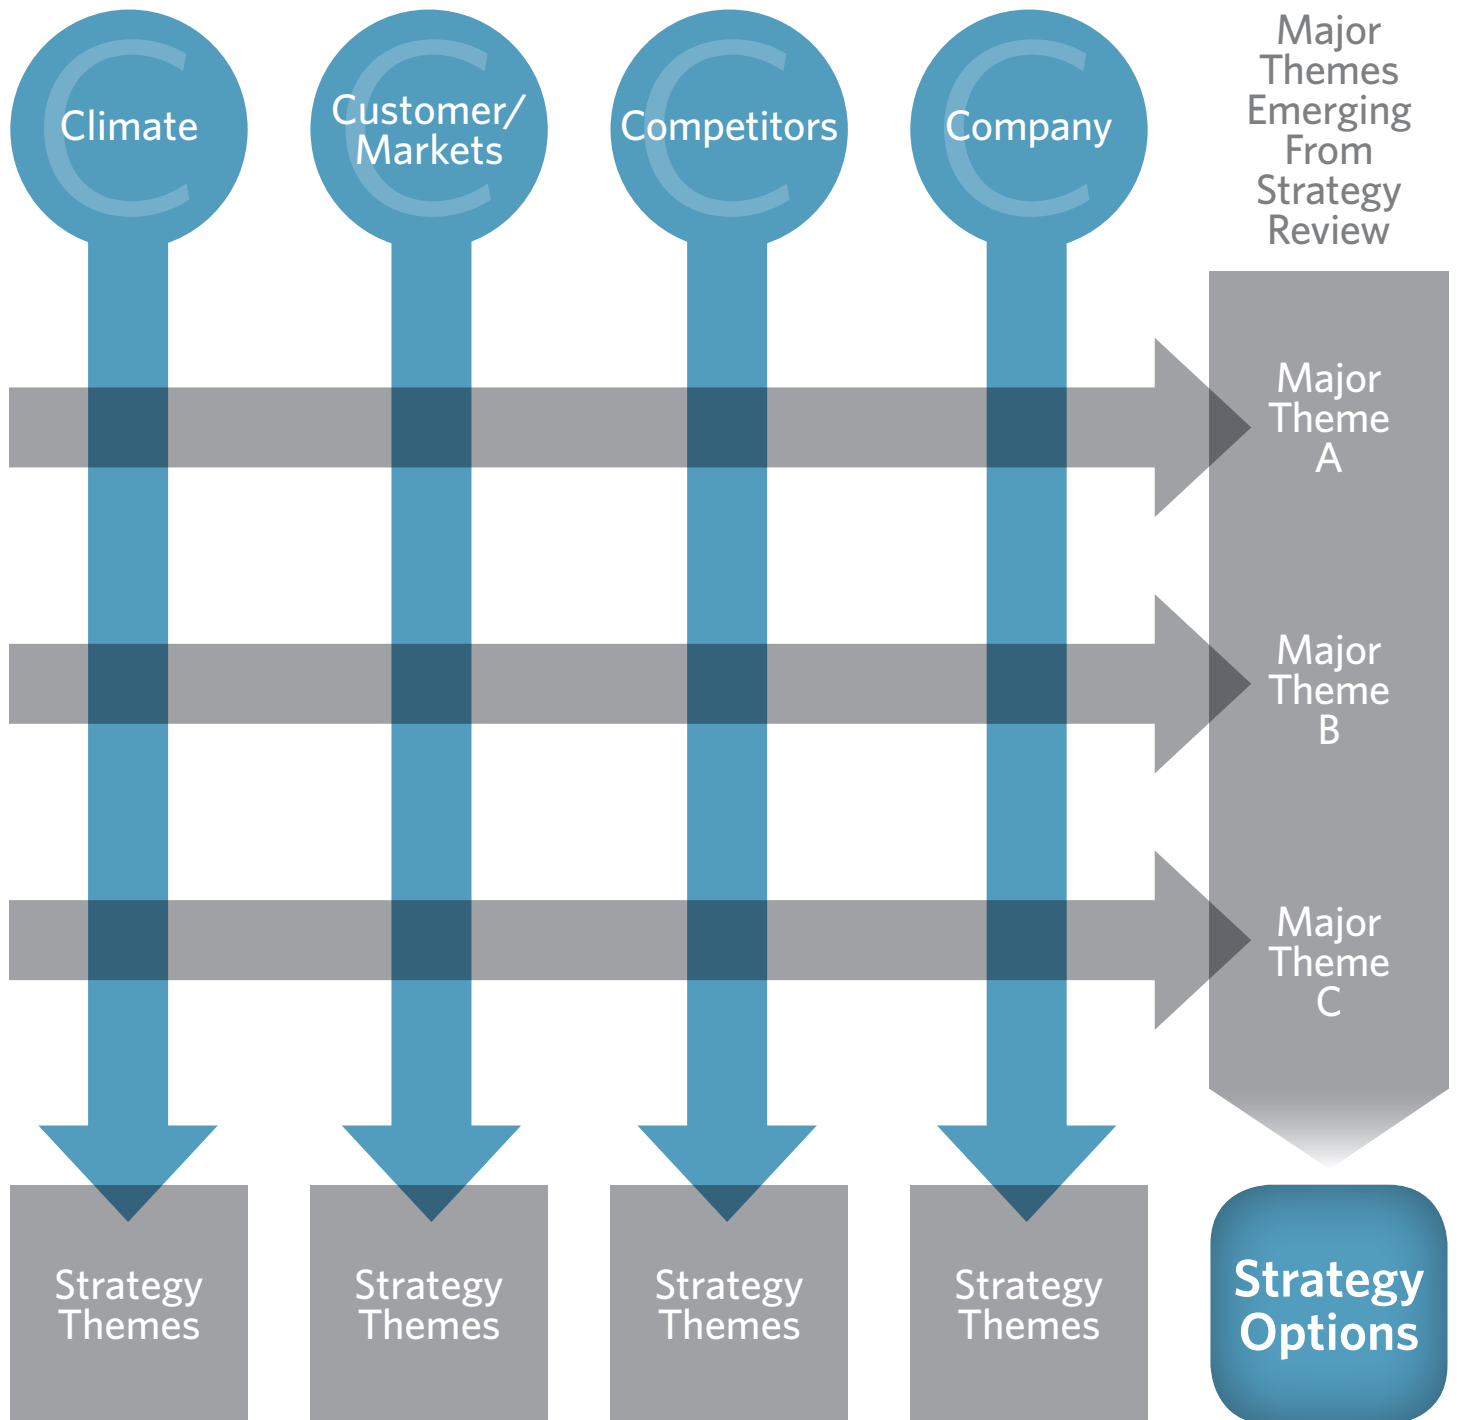 C
Climate
C
Customer/
Markets
C
Competitors
C
Company
Major
Themes
Emerging
From
Strategy
Review
Major
Theme
A
Major
Theme
B
Major
Theme
C
Strategy
Themes
Strategy
Themes
Strategy
Themes
Strategy
Themes
Strategy
Options